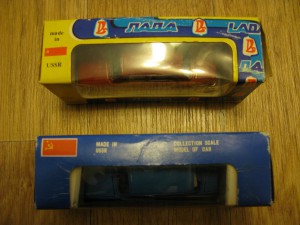 made
in
USSR
ЛАДА
LAD
MADE IN
USSR
COLLECTION SCALE
MODEL OF CAR